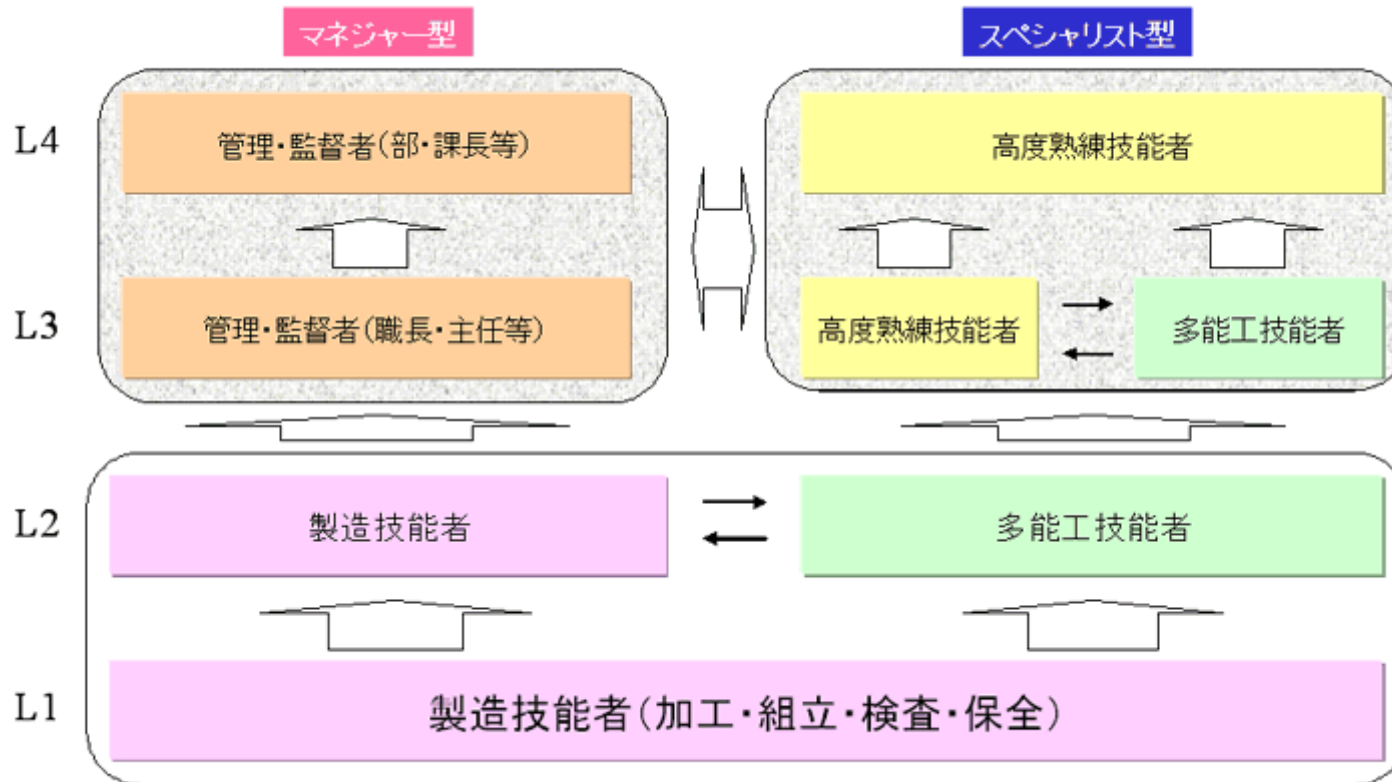 マネジャー型
スペシャリスト型
L4
管理・監督者(部・課長等)
高度熟練技能者
L3
管理・監督者(職長・主任等)
高度熟練技能者
多能工技能者
L2
製造技能者
多能工技能者
L1
製造技能者(加工・組立・検査・保全)